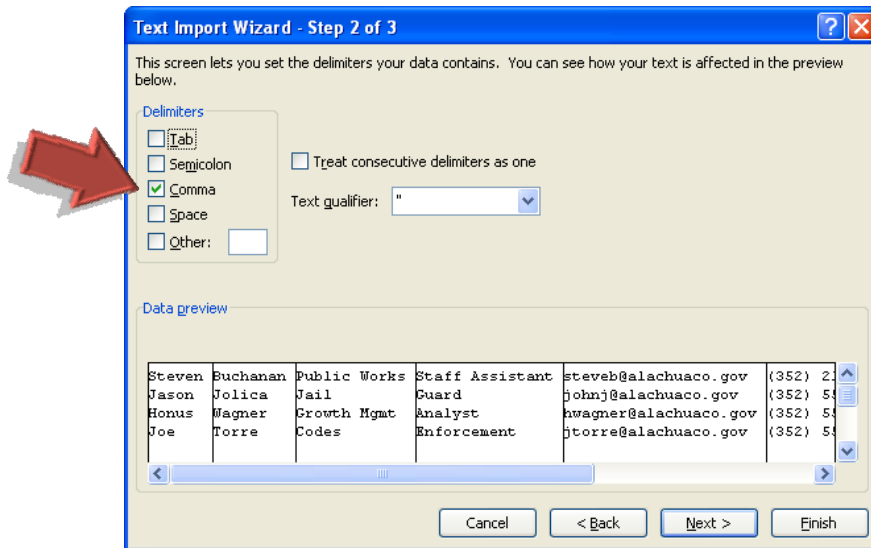 Text Import Wizard - Step 2 of 3
This screen lets you set the delimiters your data contains. You can see how your text is affected in the preview
below.
Delimiters
Tab
Semicolon
Comma
Space
Other:
Treat consecutive delimiters as one
Text qualifier: "
Data preview
Steven Buchanan Public Works Staff Assistant steveb@alachuaco.gov (352) 2
Jason Jolica Jail Guard johnj@alachuaco.gov (352) 5
Honus Wagner Growth Mgmt Analyst hwagner@alachuaco.gov (352) 5
Joe Torre Codes Enforcement jtorre@alachuaco.gov (352) 5
Cancel < Back Next > Finish